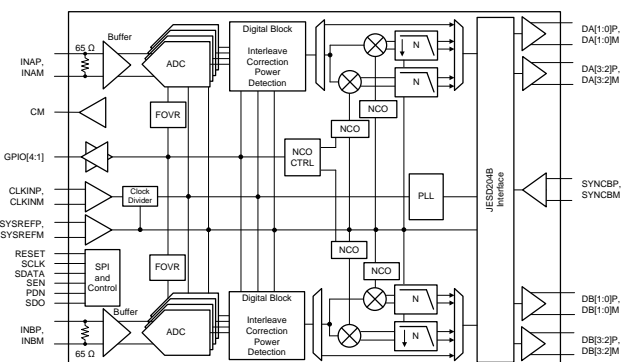 65 Ω
Buffer
INAP,
INAM
ADC
Digital Block
Interleave
Correction
Power
Detection
N
N
DA[1:0]P,
DA[1:0]M
DA[3:2]P,
DA[3:2]M
CM
FOVR
NCO
NCO
GPIO[4:1]
NCO
CTRL
JESD204B
Interface
CLKINP,
CLKINM
Clock
Divider
PLL
SYNCBP,
SYNCBM
SYSREFP,
SYSREFM
RESET
SCLK
SDATA
SEN
PDN
SDO
SPI
and
Control
FOVR
NCO
NCO
Buffer
INBP,
INBM
65 Ω
ADC
Digital Block
Interleave
Correction
Power
Detection
N
N
DB[1:0]P,
DB[1:0]M
DB[3:2]P,
DB[3:2]M